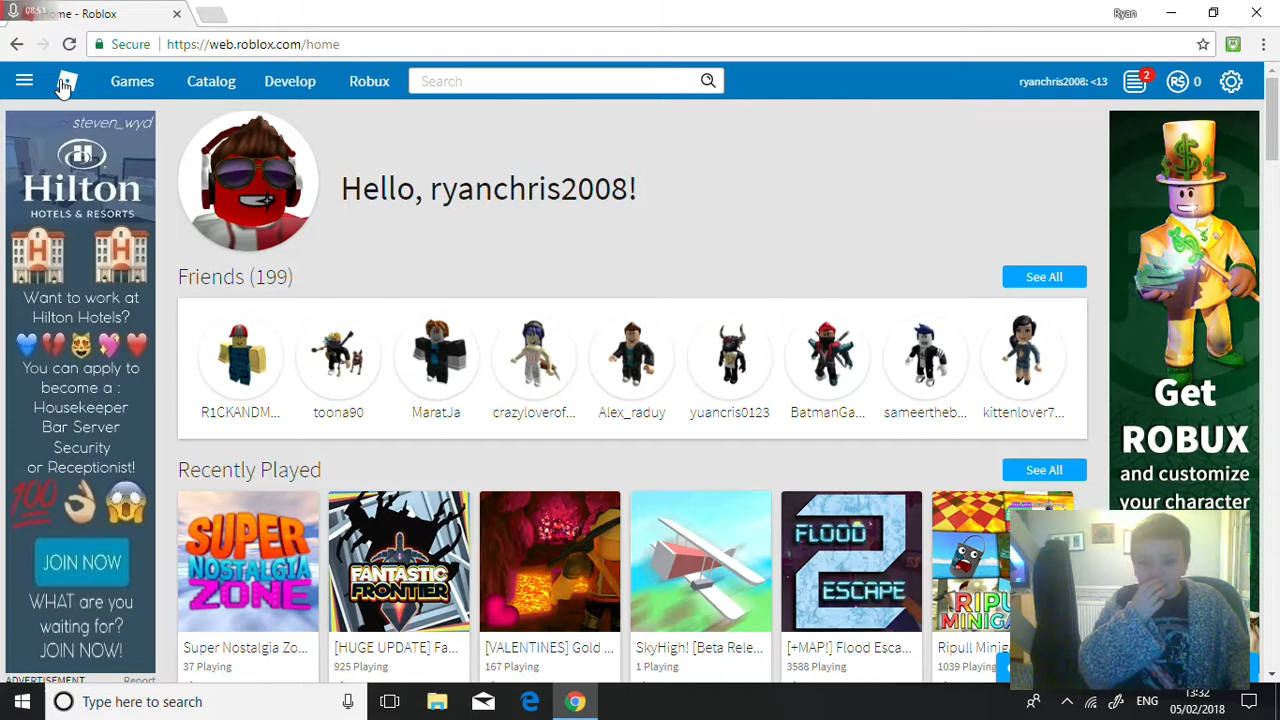 08:51
Home - Roblox
Ryan
Secure
https://web.roblox.com/home
Games
Catalog
Develop
Robux
Search
ryanchris2008: <13
2
R$ 0
steven_wyd
Hilton
HOTELS & RESORTS
Want to work at
Hilton Hotels?
You can apply to
become a :
Housekeeper
Bar Server
Security
or Receptionist!
100
JOIN NOW
WHAT are you
waiting for?
JOIN NOW!
ADVERTISEMENT
Report
Hello, ryanchris2008!
Friends (199)
See All
R1CKANDM...
toona90
MaratJa
crazyloverof...
Alex_raduy
yuancris0123
BatmanGa...
sameertheb...
kittenlover7...
Recently Played
See All
SUPER
NOSTALGIA
ZONE
FANTASTIC
FRONTIER
FLOOD
2
ESCAPE
RIPULL
MINIGA
Super Nostalgia Zo...
37 Playing
[HUGE UPDATE] Fa...
925 Playing
[VALENTINES] Gold ...
167 Playing
SkyHigh! [Beta Rele...
1 Playing
[+MAP!] Flood Esca...
3588 Playing
Ripull Minig
1039 Playing
Get
ROBUX
and customize
your character
Type here to search
ENG
13:32
05/02/2018